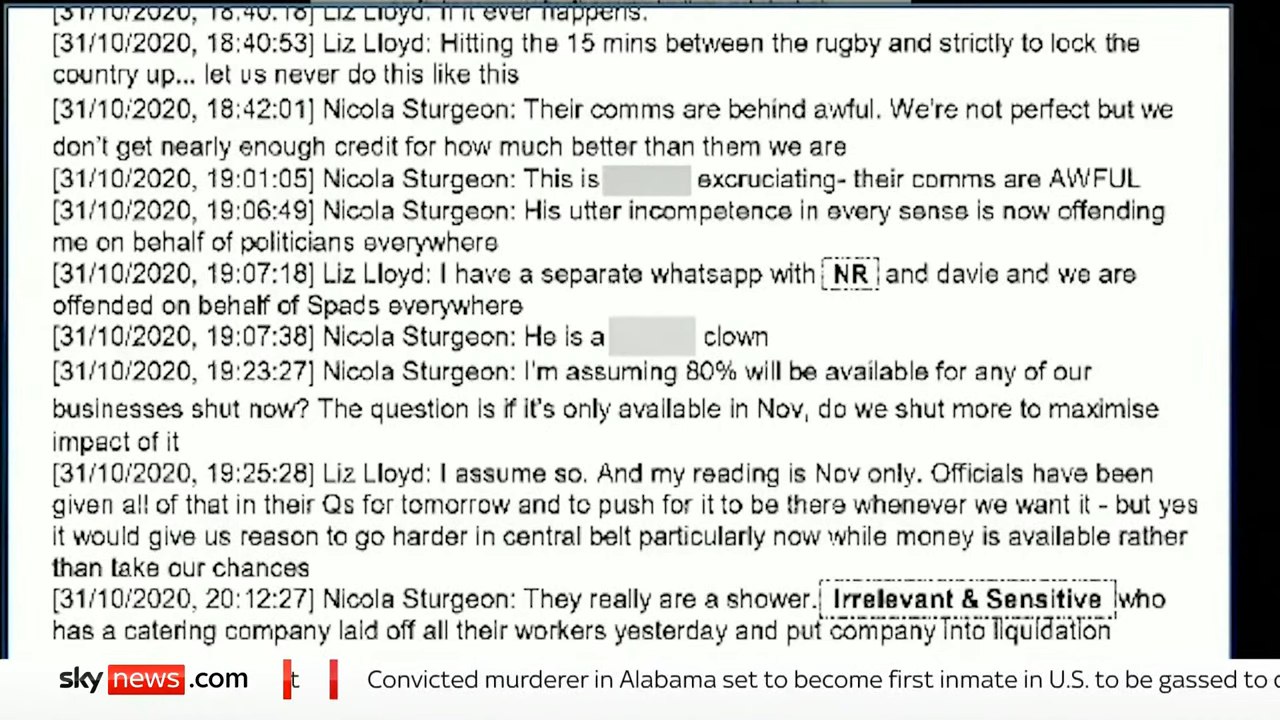 [31/10/2020, 18:40:18] Liz Lloyd: If it ever happens.
[31/10/2020, 18:40:53] Liz Lloyd: Hitting the 15 mins between the rugby and strictly to lock the
country up... let us never do this like this
[31/10/2020, 18:42:01] Nicola Sturgeon: Their comms are behind awful. We're not perfect but we
don't get nearly enough credit for how much better than them we are
[31/10/2020, 19:01:05] Nicola Sturgeon: This is excruciating- their comms are AWFUL
[31/10/2020, 19:06:49] Nicola Sturgeon: His utter incompetence in every sense is now offending
me on behalf of politicians everywhere
[31/10/2020, 19:07:18] Liz Lloyd: I have a separate whatsapp with NR and davie and we are
offended on behalf of Spads everywhere
[31/10/2020, 19:07:38] Nicola Sturgeon: He is a clown
[31/10/2020, 19:23:27] Nicola Sturgeon: I'm assuming 80% will be available for any of our
businesses shut now? The question is if it's only available in Nov, do we shut more to maximise
impact of it
[31/10/2020, 19:25:28] Liz Lloyd: I assume so. And my reading is Nov only. Officials have been
given all of that in their Qs for tomorrow and to push for it to be there whenever we want it - but yes
it would give us reason to go harder in central belt particularly now while money is available rather
than take our chances
[31/10/2020, 20:12:27] Nicola Sturgeon: They really are a shower. Irrelevant & Sensitive who
has a catering company laid off all their workers yesterday and put company into liquidation
sky news.com t Convicted murderer in Alabama set to become first inmate in U.S. to be gassed to